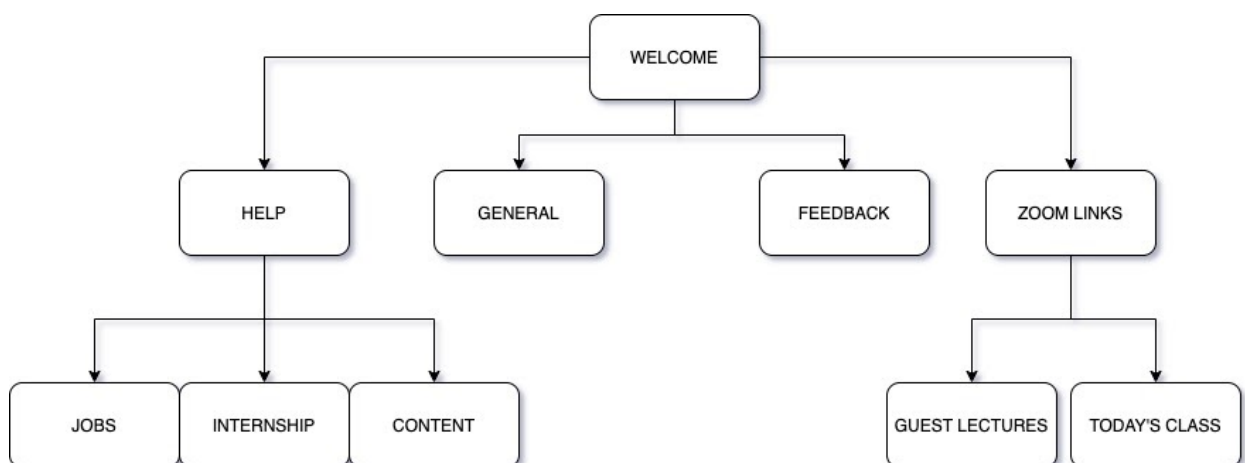 WELCOME
HELP
GENERAL
FEEDBACK
ZOOM LINKS
JOBS
INTERNSHIP
CONTENT
GUEST LECTURES
TODAY'S CLASS